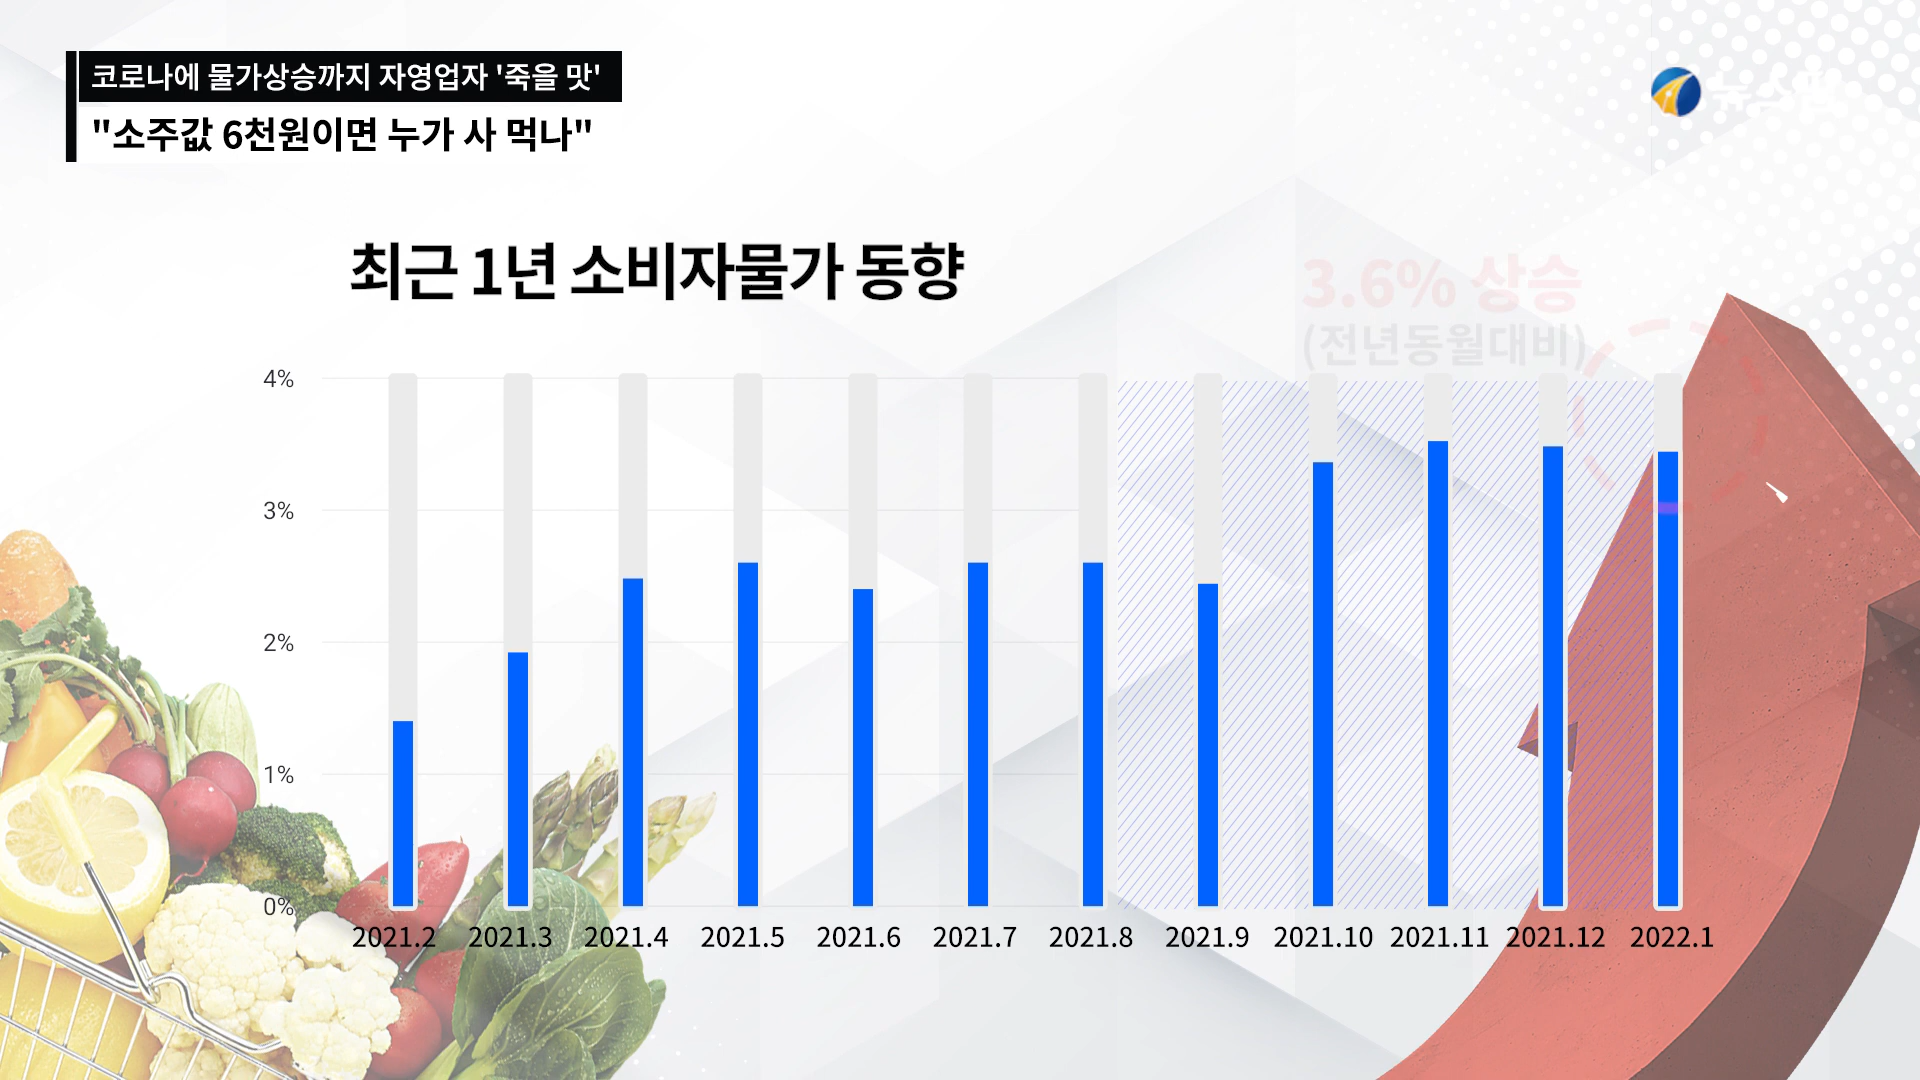 코로나에 물가상승까지 자영업자 '죽을 맛'
"소주값 6천원이면 누가 사 먹나"
최근 1년 소비자물가 동향
3.6% 상승
(전년동월대비)
4%
3%
2%
1%
0%
2021.2 2021.3 2021.4 2021.5 2021.6 2021.7 2021.8 2021.9 2021.10 2021.11 2021.12 2022.1